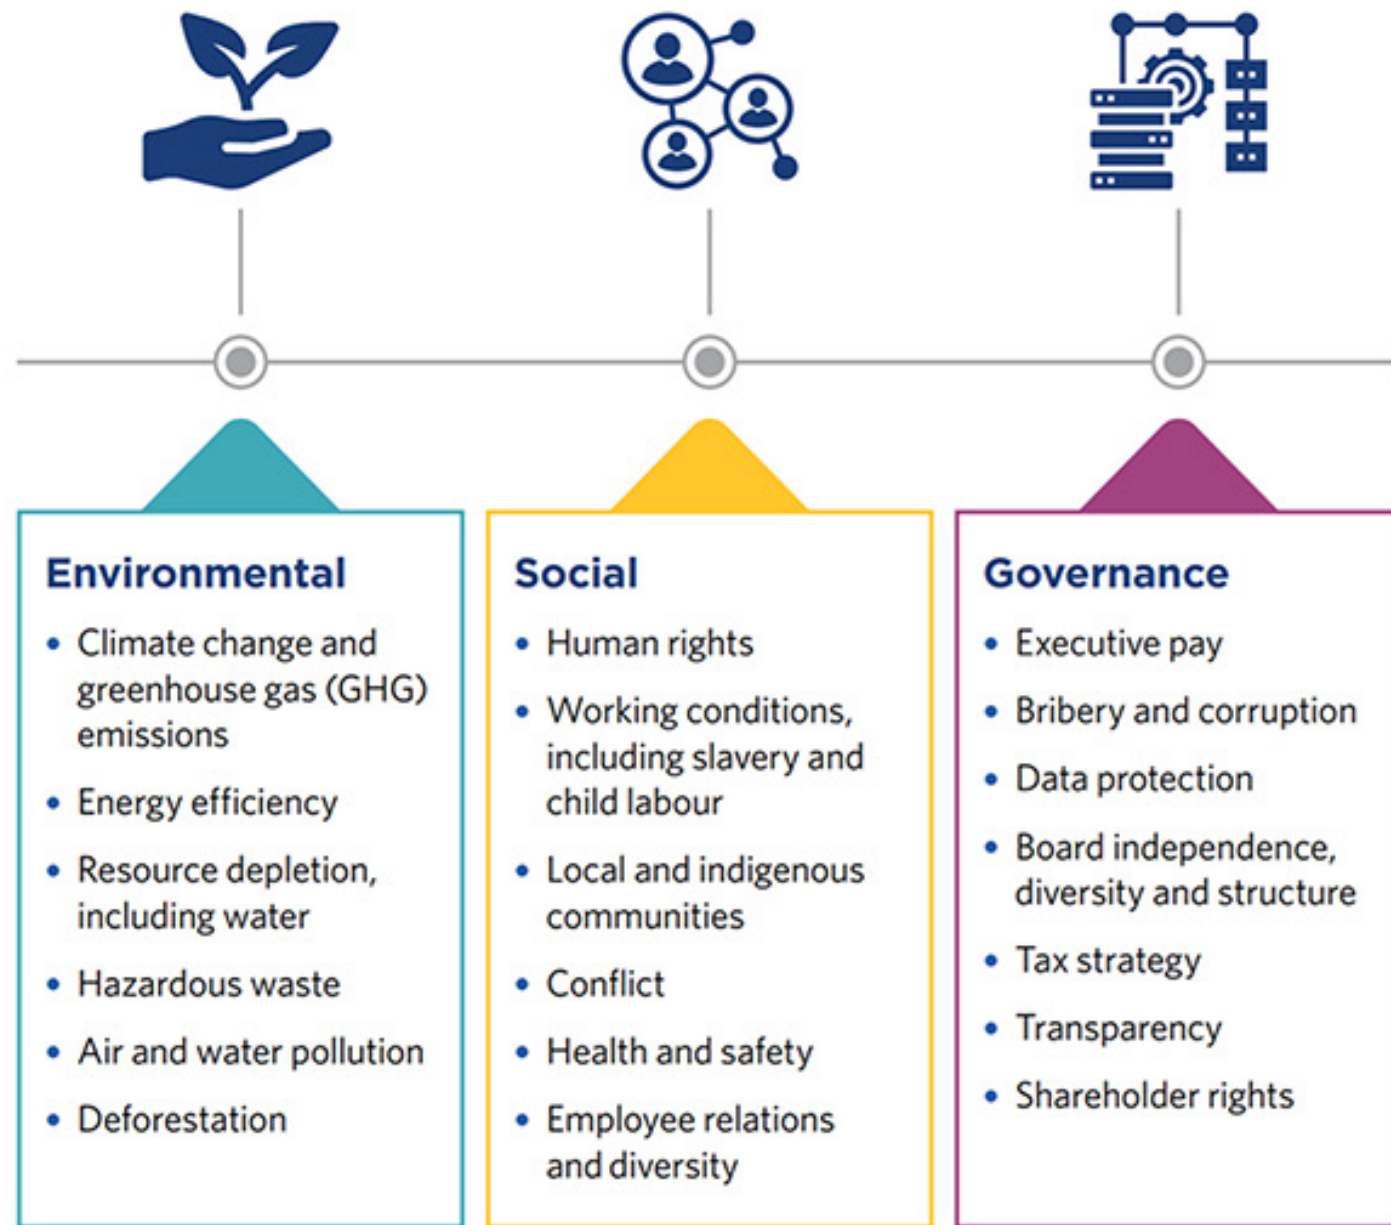 Environmental
• Climate change and
greenhouse gas (GHG)
emissions
• Energy efficiency
• Resource depletion,
including water
• Hazardous waste
• Air and water pollution
• Deforestation
Social
• Human rights
• Working conditions,
including slavery and
child labour
• Local and indigenous
communities
• Conflict
• Health and safety
• Employee relations
and diversity
Governance
• Executive pay
• Bribery and corruption
• Data protection
• Board independence,
diversity and structure
• Tax strategy
• Transparency
• Shareholder rights